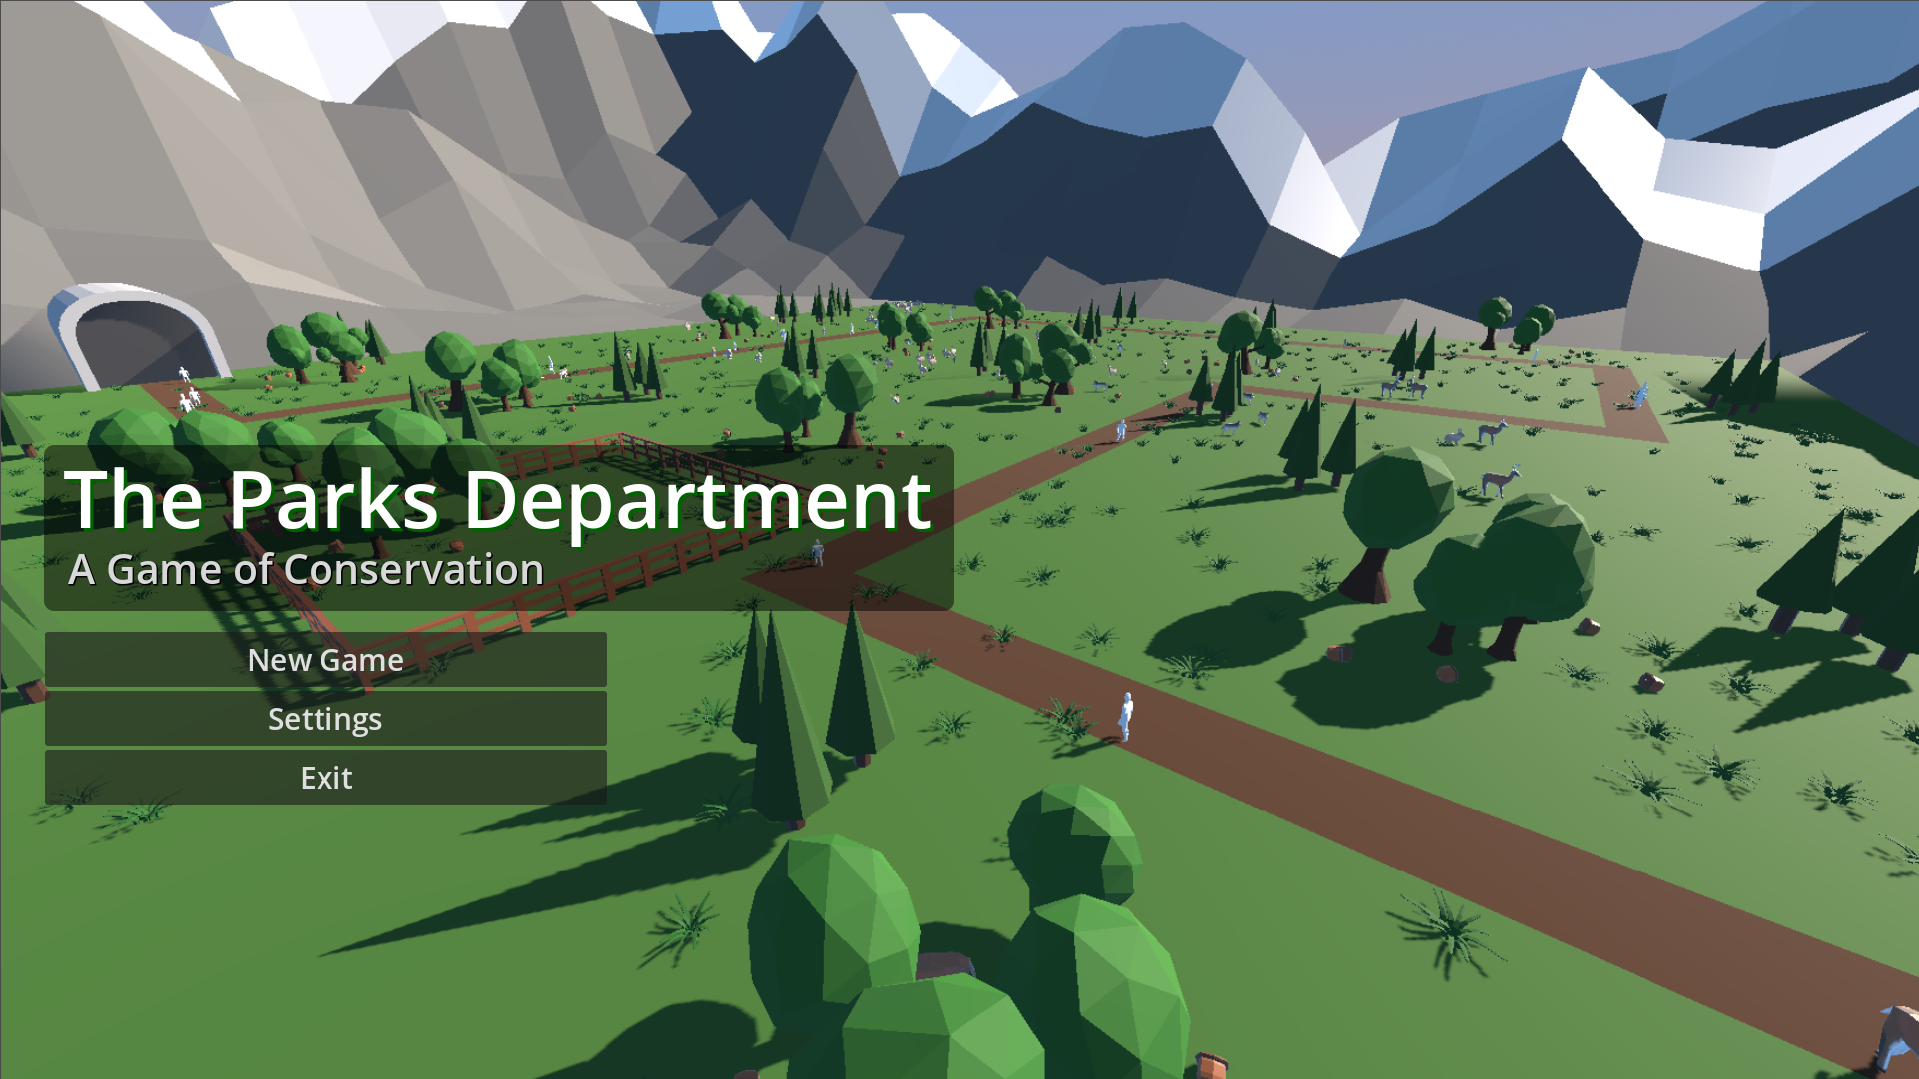 The Parks Department
A Game of Conservation
New Game
Settings
Exit